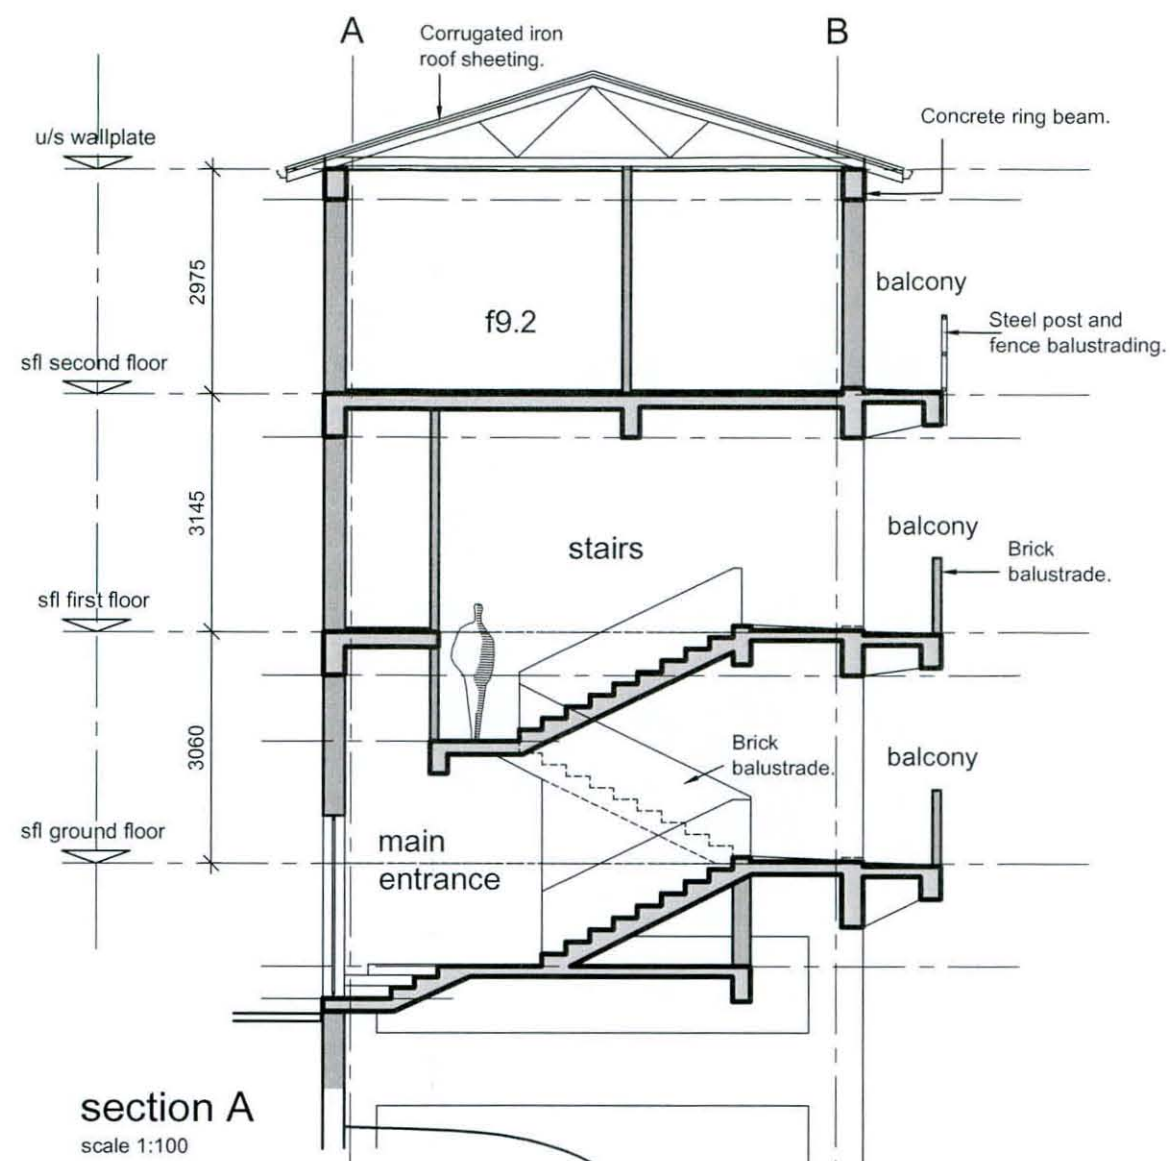 A
B
Corrugated iron
roof sheeting.
Concrete ring beam.
u/s wallplate
2975
balcony
f9.2
Steel post and
fence balustrading.
sfl second floor
3145
balcony
stairs
Brick
balustrade.
sfl first floor
3060
Brick
balustrade.
balcony
sfl ground floor
main
entrance
section A
scale 1:100